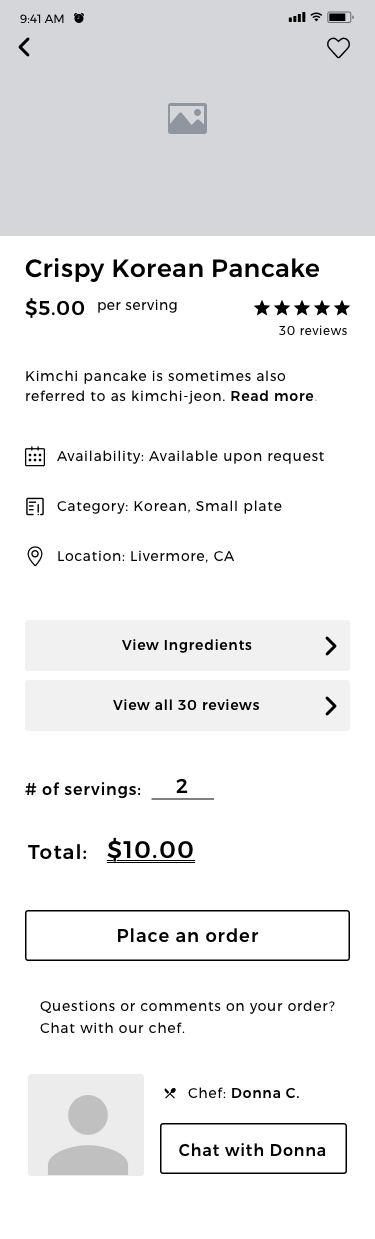 9:41 AM
Crispy Korean Pancake
$5.00 per serving
30 reviews
Kimchi pancake is sometimes also
referred to as kimchi-jeon. Read more.
Availability: Available upon request
Category: Korean, Small plate
Location: Livermore, CA
View Ingredients
View all 30 reviews
# of servings: 2
Total: $10.00
Place an order
Questions or comments on your order?
Chat with our chef.
Chef: Donna C.
Chat with Donna